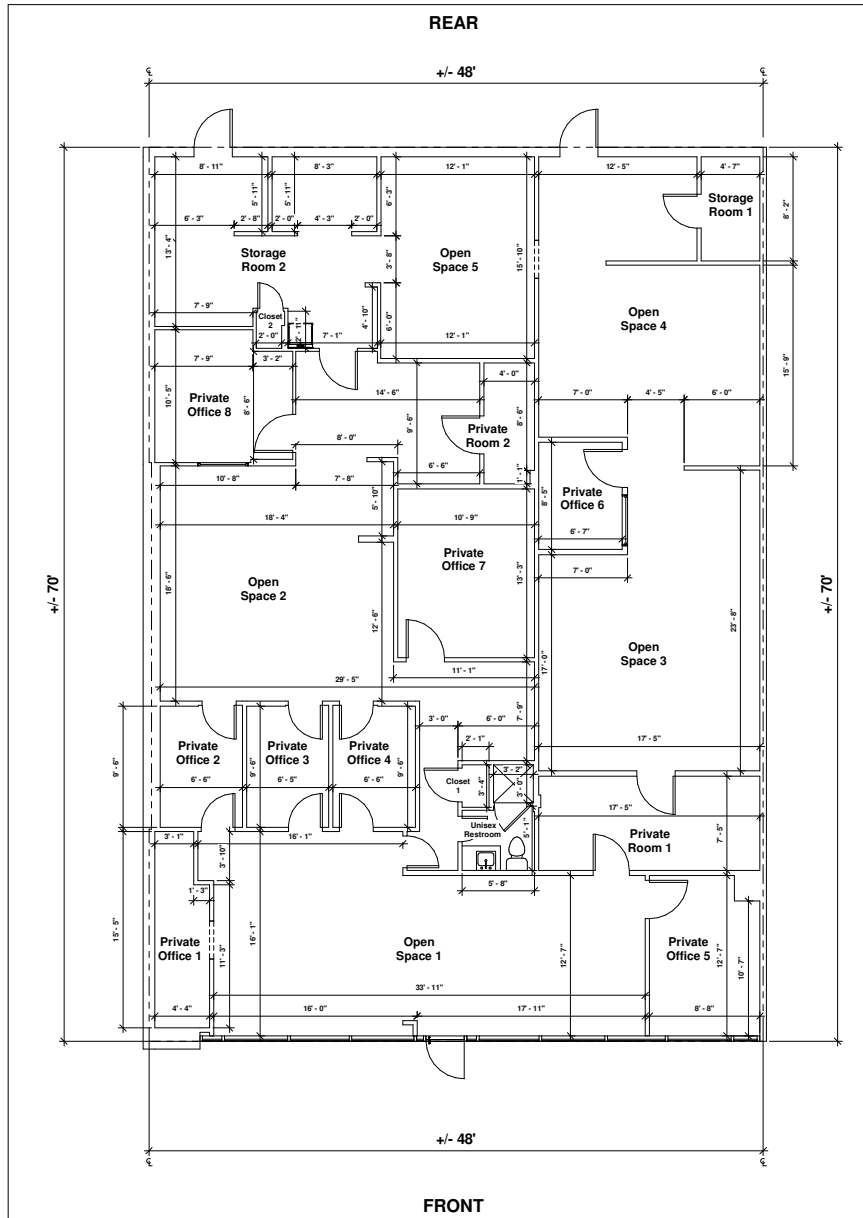 REAR
℄
+/- 48'
℄
8' - 11"
8' - 3"
12' - 1"
12' - 5"
4' - 7"
5' - 11"
5' - 11"
6' - 3"
8' - 2"
Storage
Room 1
6' - 3"
2' - 8"
2' - 0"
4' - 3"
2' - 0"
13' - 4"
Storage
Room 2
3' - 8"
Open
Space 5
15' - 10"
Open
Space 4
15' - 9"
7' - 9"
Closet
2
2' - 0"
2' - 11"
7' - 1"
4' - 10"
6' - 0"
12' - 1"
7' - 9"
3' - 2"
10' - 5"
Private
Office 8
8' - 6"
14' - 6"
4' - 0"
9' - 6"
8' - 6"
7' - 0"
4' - 5"
6' - 0"
Private
Room 2
8' - 0"
6' - 6"
1' - 1"
10' - 8"
7' - 8"
5' - 10"
8' - 5"
Private
Office 6
6' - 7"
7' - 0"
18' - 4"
10' - 9"
+/- 70'
18' - 6"
Open
Space 2
12' - 6"
Private
Office 7
13' - 3"
23' - 8"
+/- 70'
Open
Space 3
17' - 0"
11' - 1"
29' - 5"
9' - 6"
Private
Office 2
6' - 6"
9' - 6"
Private
Office 3
6' - 5"
Private
Office 4
6' - 6"
9' - 6"
3' - 0"
6' - 0"
7' - 9"
2' - 1"
17' - 5"
Closet
1
3' - 4"
3' - 2"
3' - 0"
Unisex
Restroom
5' - 1"
5' - 8"
17' - 5"
Private
Room 1
7' - 5"
3' - 1"
16' - 1"
3' - 10"
1' - 3"
15' - 5"
Private
Office 1
11' - 3"
16' - 1"
Open
Space 1
12' - 7"
Private
Office 5
12' - 7"
10' - 7"
33' - 11"
4' - 4"
16' - 0"
17' - 11"
8' - 8"
℄
+/- 48'
℄
FRONT